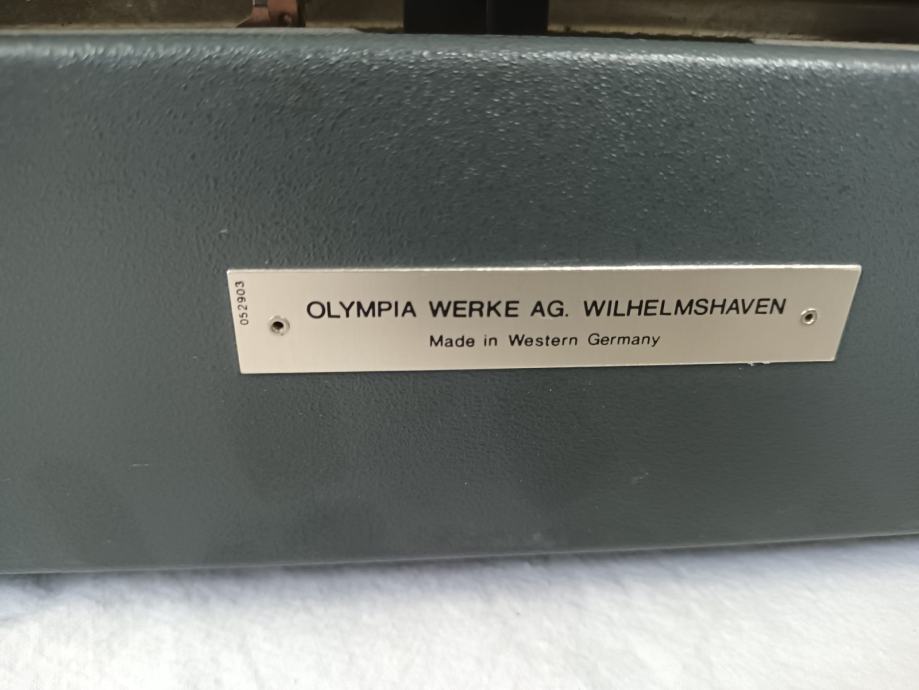 052903
OLYMPIA WERKE AG. WILHELMSHAVEN
Made in Western Germany